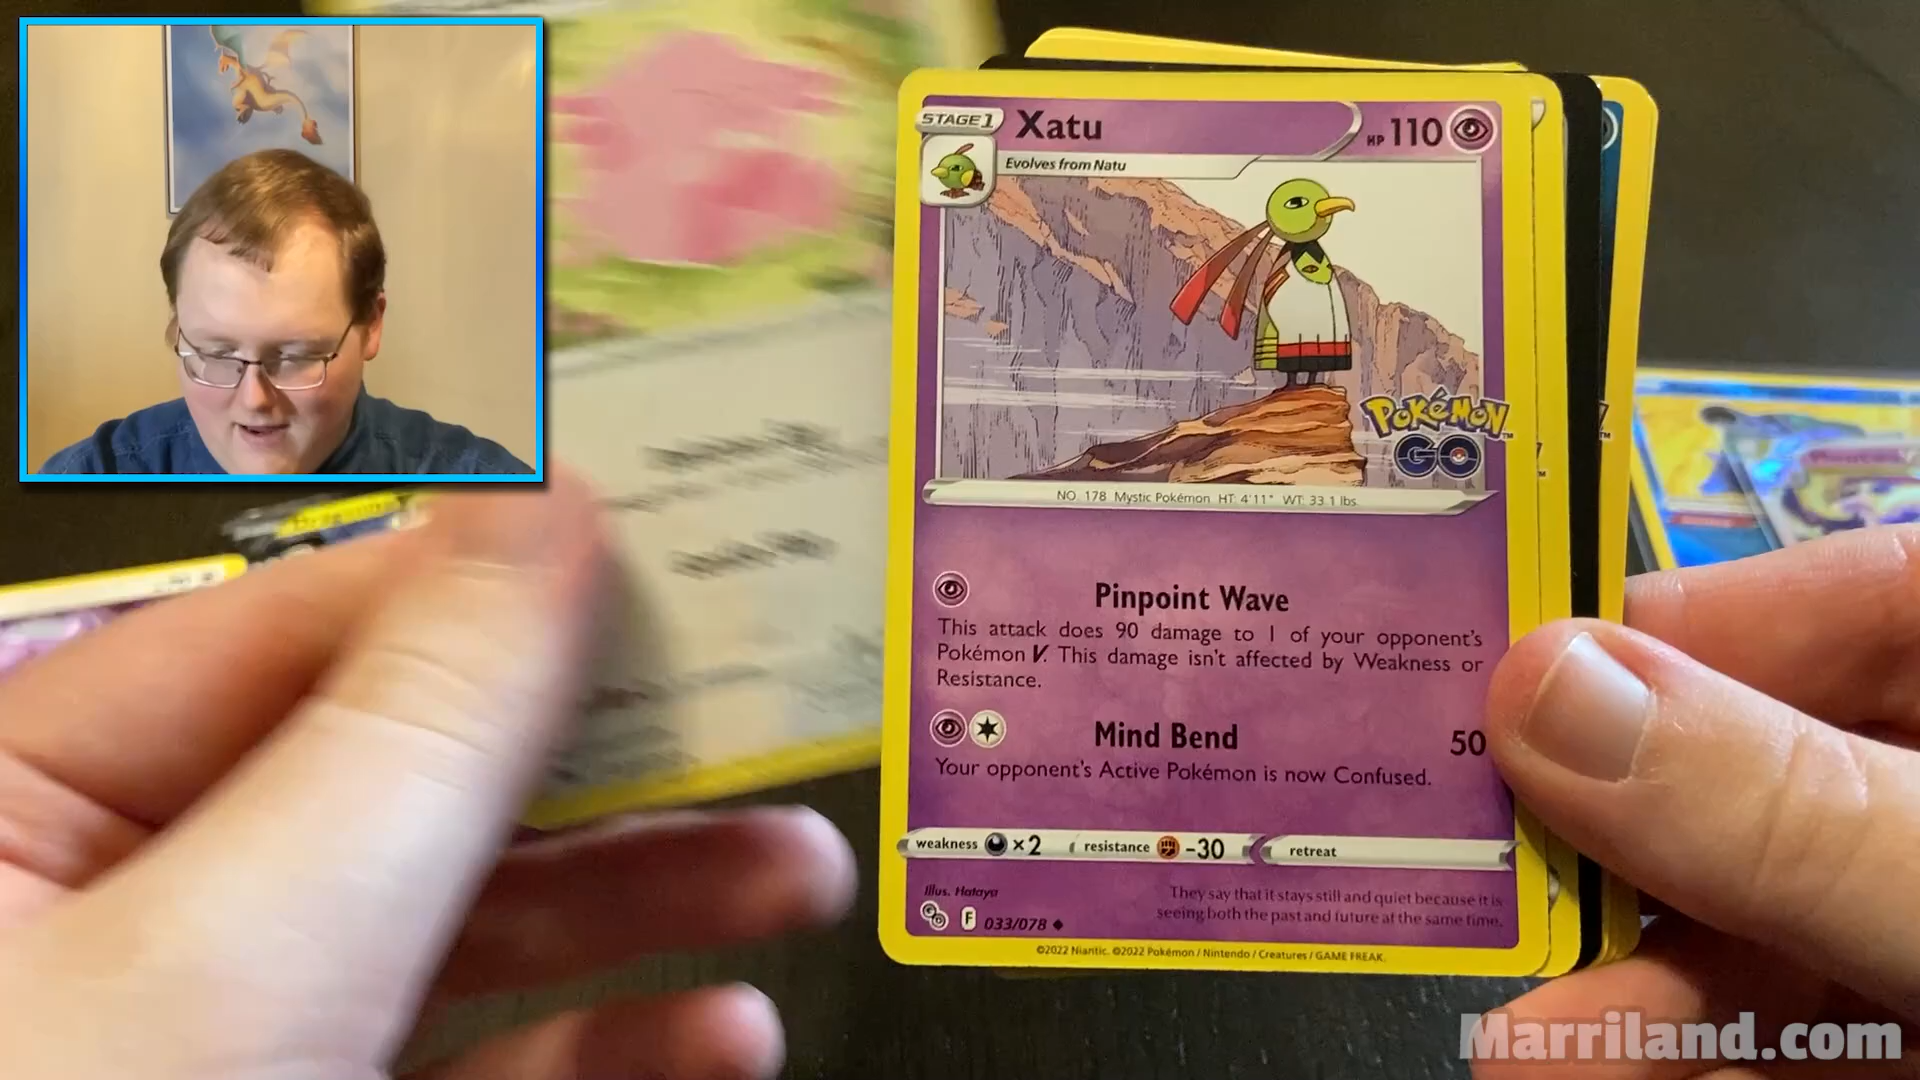 STAGE 1
Xatu
HP 110
Evolves from Natu
POKéMON
GO
NO. 178 Mystic Pokémon HT: 4'11" WT: 33.1 lbs.
Pinpoint Wave
This attack does 90 damage to 1 of your opponent's
Pokémon V. This damage isn't affected by Weakness or
Resistance.
Mind Bend 50
Your opponent's Active Pokémon is now Confused.
weakness ×2 resistance -30 retreat
Illus. Hataya
They say that it stays still and quiet because it is
seeing both the past and future at the same time.
F 033/078
©2022 Niantic. ©2022 Pokémon / Nintendo / Creatures / GAME FREAK.
Marriland.com